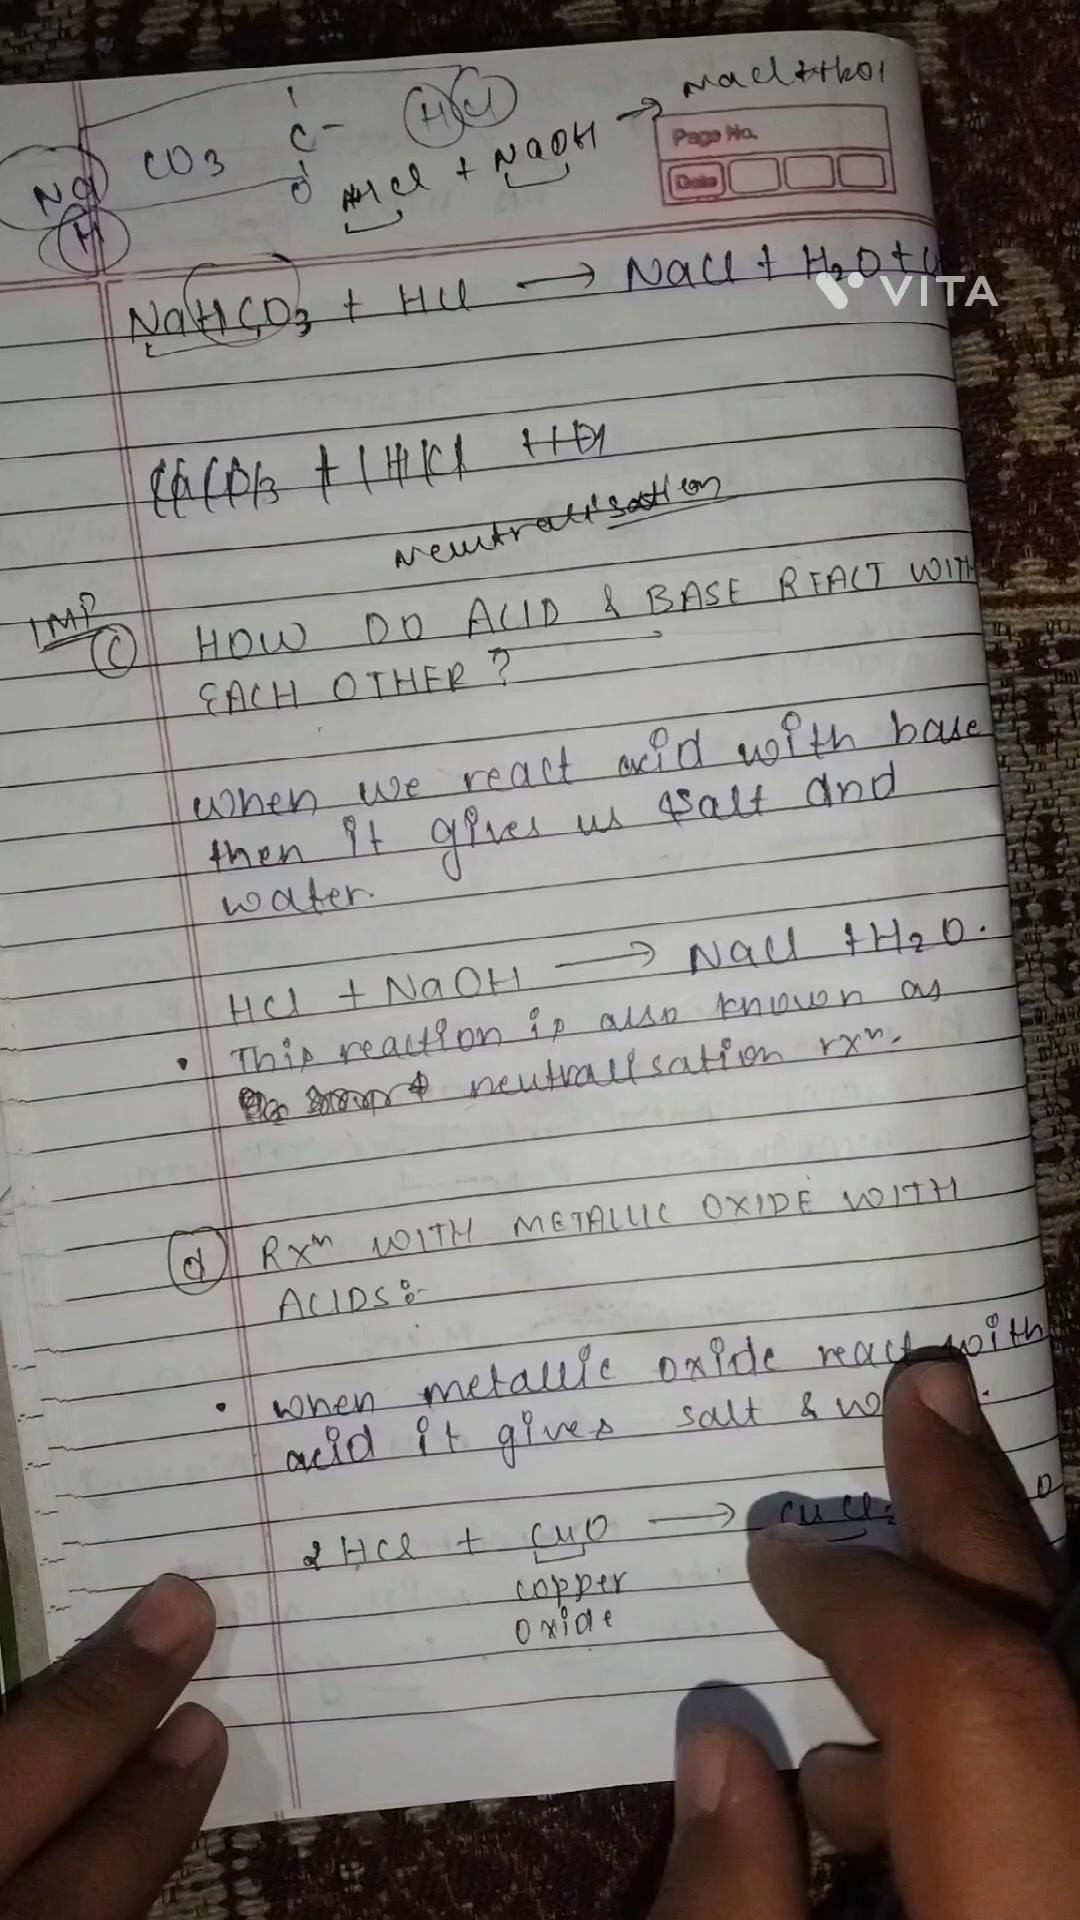 NaCl + H2O
Page No.
Date
C
O
HCl
Na
H
CO3
HCl + NaOH →
NaHCO3 + HCl → NaCl + H2O +
VITA
CaCO3 + HCl
Neutralisation
IMP
(C) HOW DO ACID & BASE REACT WITH
EACH OTHER ?
when we react acid with base
then it gives us salt and
water.
HCl + NaOH → NaCl + H2O.
• This reaction is also known as
neutralisation rxn.
(d) Rxn WITH METALLIC OXIDE WITH
ACIDS:-
• when metallic oxide react with
acid it gives salt & w
2HCl + CuO → CuCl2 O
copper
oxide